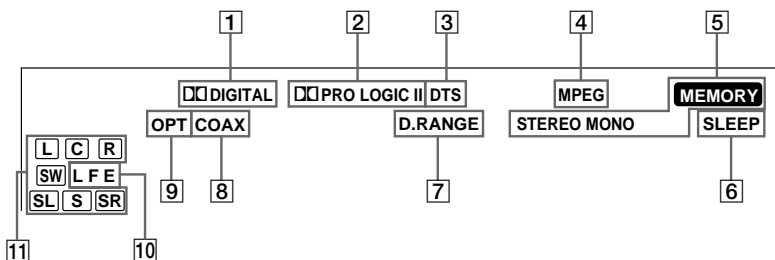 1 2 3 4 5
DIGITAL PRO LOGIC II DTS MPEG MEMORY
OPT COAX D.RANGE STEREO MONO SLEEP
L C R
SW L F E
SL S SR
9 8 7 6
11 10